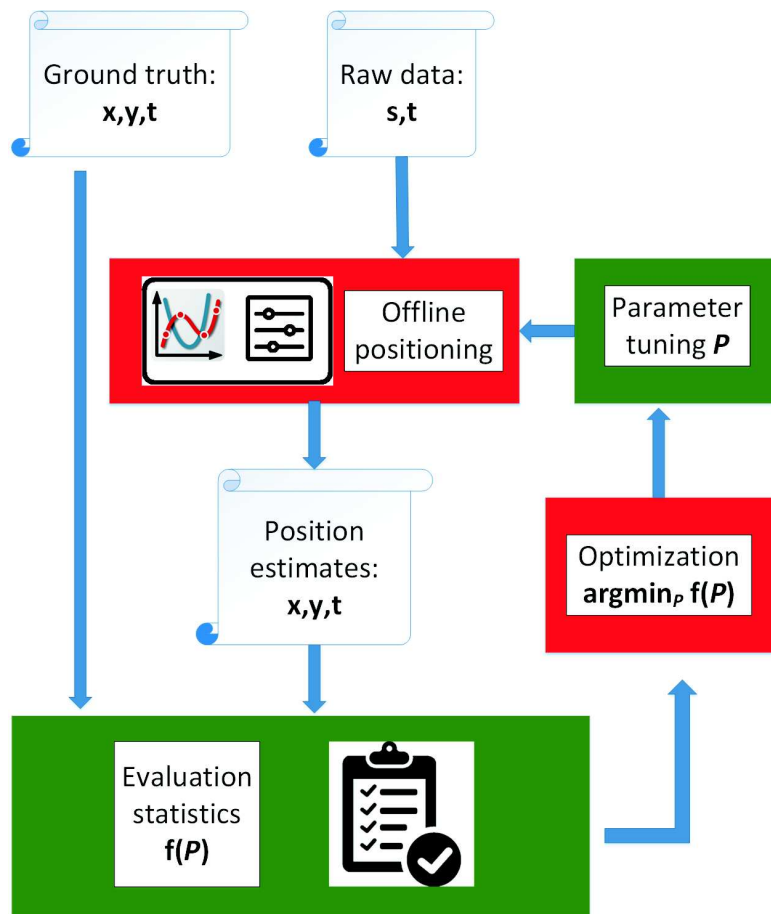 Ground truth:
x,y,t
Raw data:
s,t
Offline
positioning
Parameter
tuning P
Position
estimates:
x,y,t
Optimization
argminP f(P)
Evaluation
statistics
f(P)